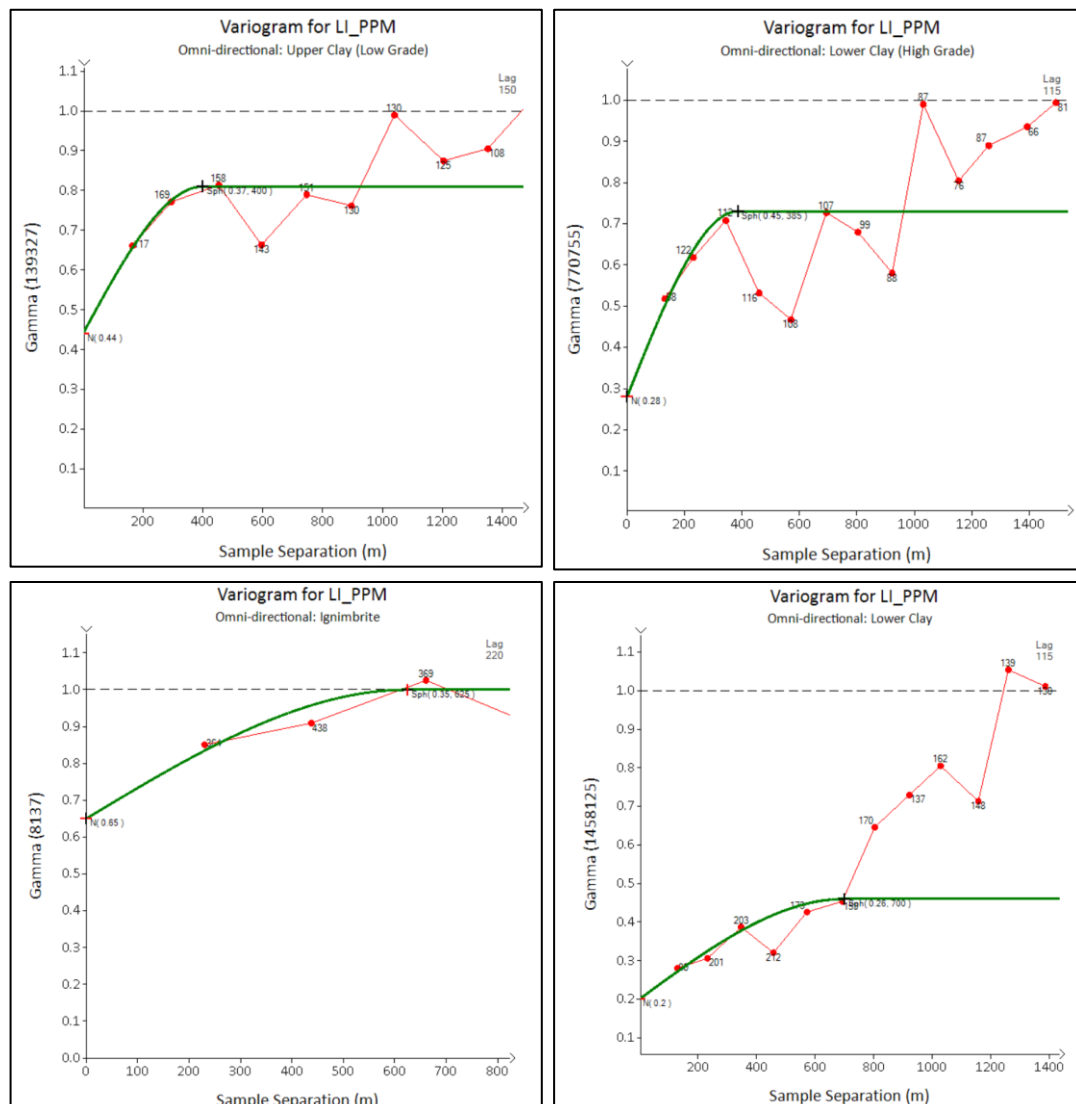 Variogram for LI_PPM
Omni-directional: Upper Clay (Low Grade)
Lag
150
1.1
1.0
0.9
0.8
0.7
0.6
0.5
0.4
0.3
0.2
0.1
Gamma (139327)
130
125
108
158
169
151
130
143
Sph( 0.37, 400 )
N( 0.44 )
200 400 600 800 1000 1200 1400
Sample Separation (m)
Variogram for LI_PPM
Omni-directional: Lower Clay (High Grade)
Lag
115
1.0
0.9
0.8
0.7
0.6
0.5
0.4
0.3
0.2
0.1
Gamma (770755)
87
81
66
87
76
107
99
88
122
116
108
Sph( 0.45, 385 )
N( 0.28 )
0 200 400 600 800 1000 1200 1400
Sample Separation (m)
Variogram for LI_PPM
Omni-directional: Ignimbrite
Lag
220
1.1
1.0
0.9
0.8
0.7
0.6
0.5
0.4
0.3
0.2
0.1
0.0
Gamma (8137)
369
438
Sph( 0.35, 625 )
N( 0.65 )
0 200 400 600 800
Sample Separation (m)
Variogram for LI_PPM
Omni-directional: Lower Clay
Lag
115
1.1
1.0
0.9
0.8
0.7
0.6
0.5
0.4
0.3
0.2
0.1
Gamma (1458125)
139
162
137
148
170
203
201
212
Sph( 0.26, 700 )
N( 0.2 )
200 400 600 800 1000 1200 1400
Sample Separation (m)